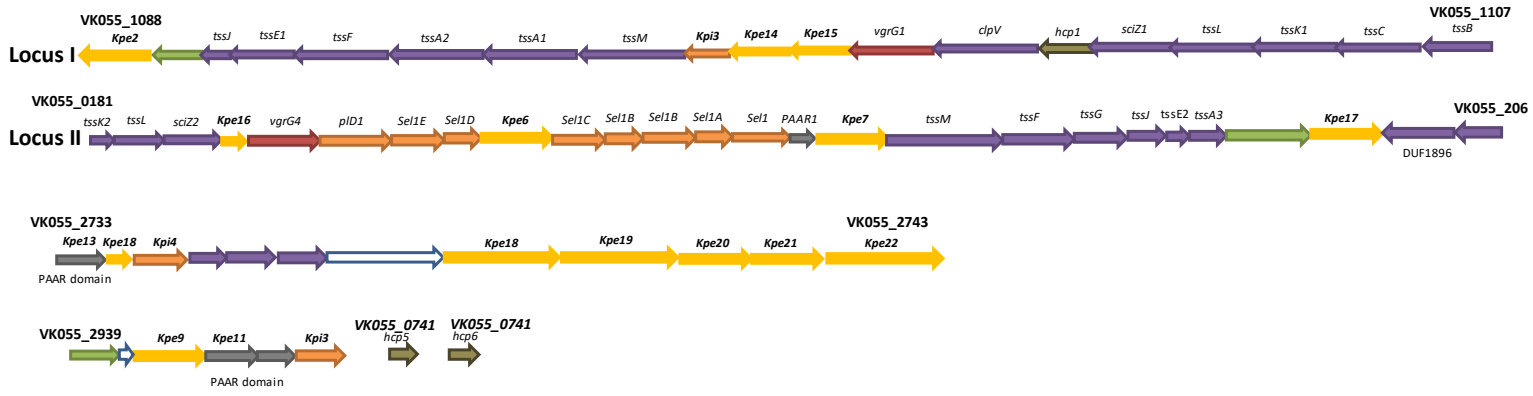 VK055_1088 VK055_1107
Locus I Kpe2 tssJ tssE1 tssF tssA2 tssA1 tssM Kpi3 Kpe14 Kpe15 vgrG1 clpV hcp1 sciZ1 tssL tssK1 tssC tssB
VK055_0181 VK055_206
Locus II tssK2 tssL sciZ2 Kpe16 vgrG4 plD1 Sel1E Sel1D Kpe6 Sel1C Sel1B Sel1B Sel1A Sel1 PAAR1 Kpe7 tssM tssF tssG tssJ tssE2 tssA3 Kpe17
DUF1896
VK055_2733 VK055_2743
Kpe13 Kpe18 Kpi4 Kpe18 Kpe19 Kpe20 Kpe21 Kpe22
PAAR domain
VK055_2939 VK055_0741 VK055_0741
Kpe9 Kpe11 Kpi3 hcp5 hcp6
PAAR domain